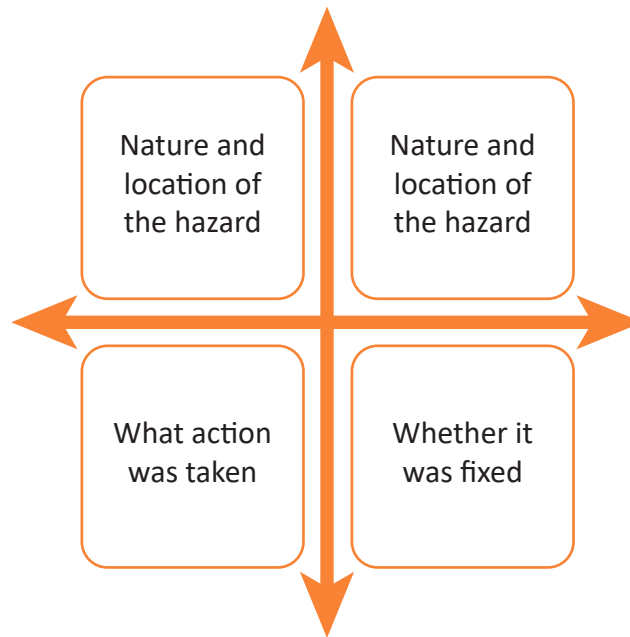 Nature and
location of
the hazard
Nature and
location of
the hazard
What action
was taken
Whether it
was fixed